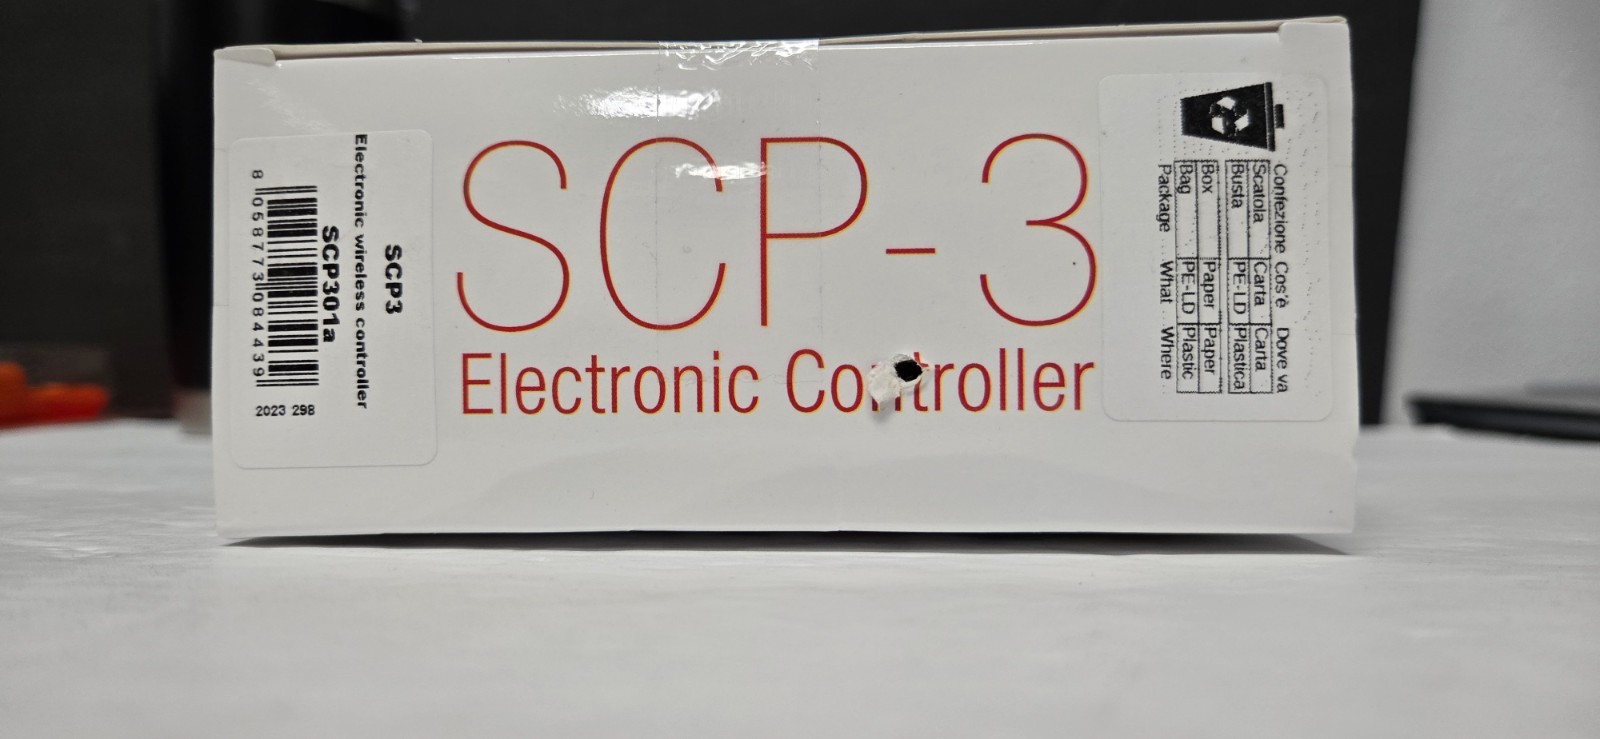 SCP-3
Electronic Controller
SCP3
Electronic wireless controller
SCP301a
8 058773 084439
2023 298
Confezione Cos'è Dove va
Scatola Carta Carta
Busta PE-LD Plastica
Box Paper Paper
Bag PE-LD Plastic
Package What Where